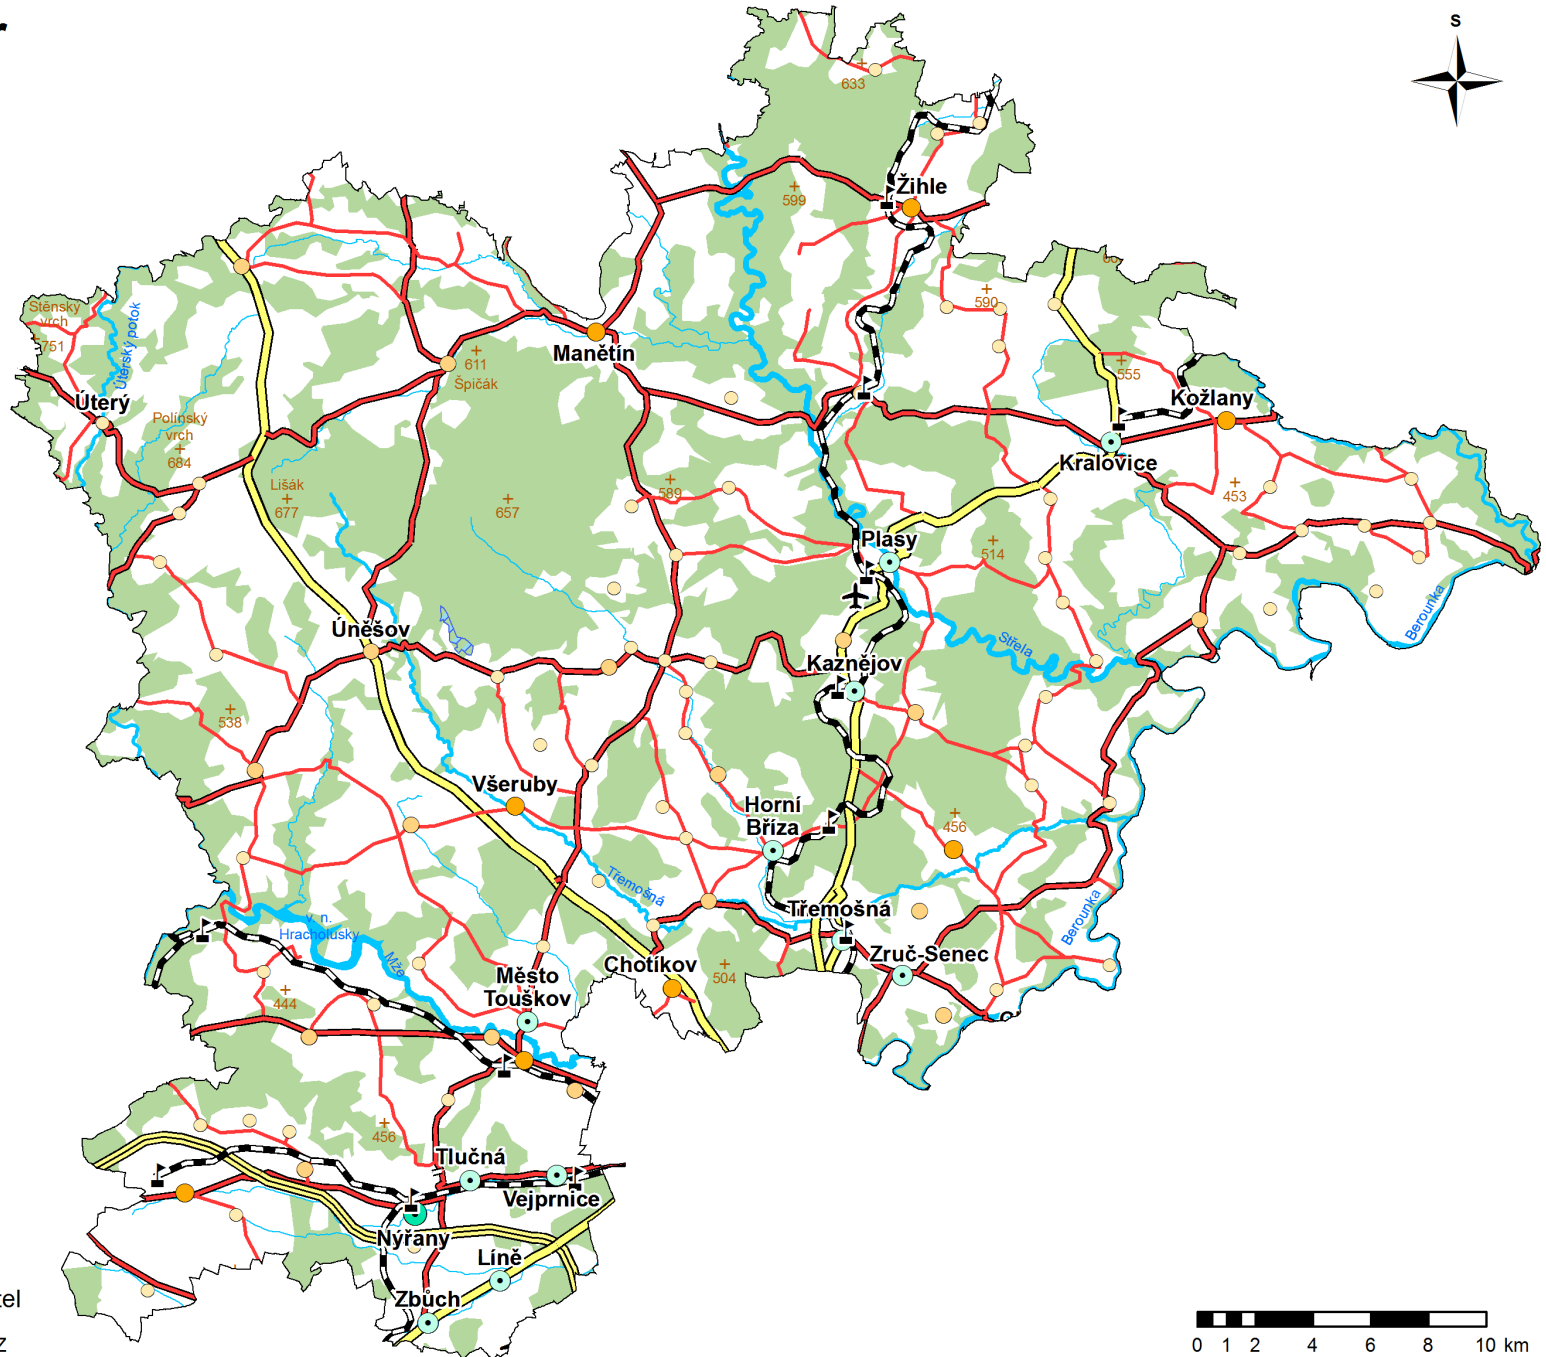 S
633
Žihle
599
590
Stěnský
vrch
751
Úterský potok
Manětín
611
Špičák
555
Kožlany
Úterý
Polínský
vrch
684
Kralovice
Lišák
677
657
589
453
Plasy
514
Berounka
Úněšov
Střela
Kaznějov
538
Všeruby
Horní
Bříza
456
Třemošná
Třemošná
Berounka
v. n.
Hracholusky
Mže
Zruč-Senec
Chotíkov
504
Město
Touškov
444
456
Tlučná
Vejprnice
Nýřany
Líně
Zbůch
tel
z
0 1 2 4 6 8 10 km